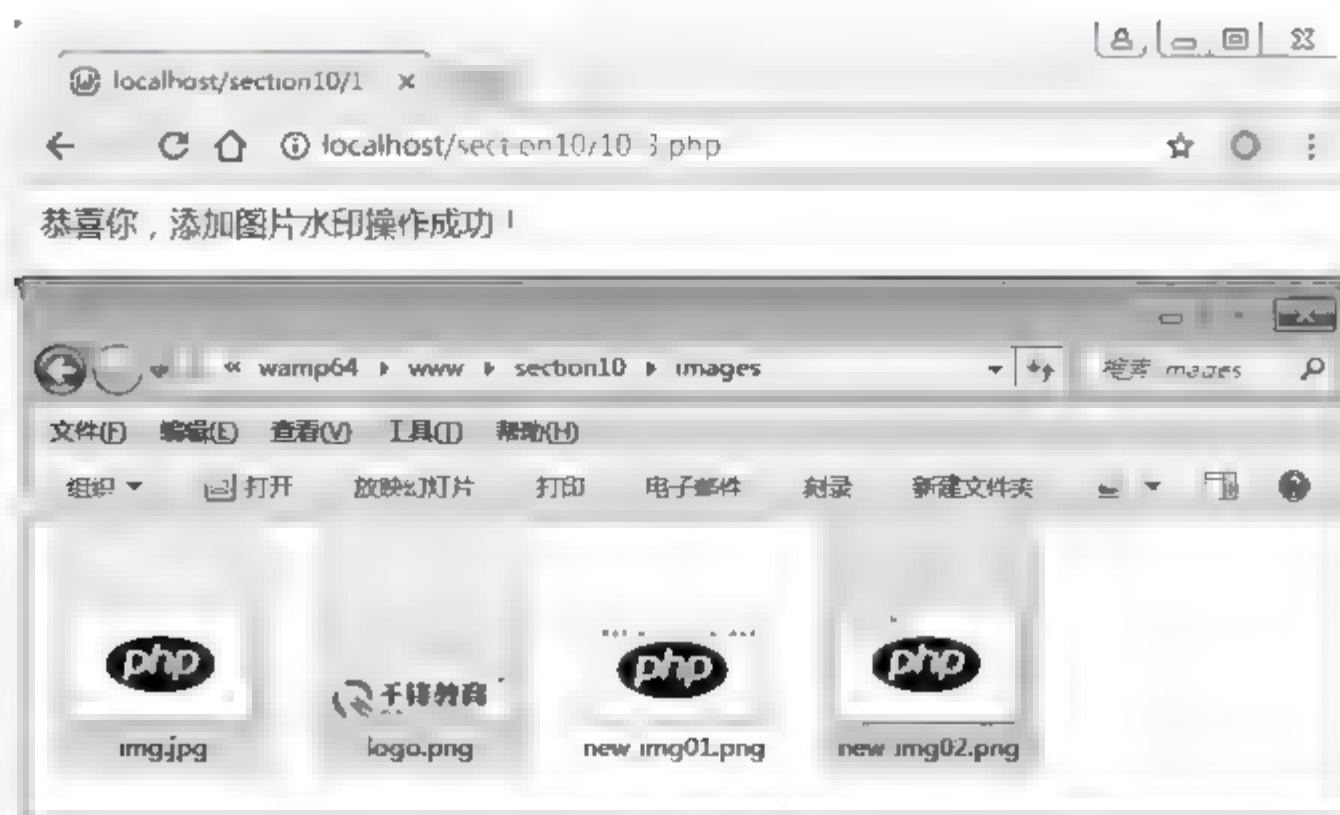 localhost/section10/1
localhost/section10/10 3 php
恭喜你，添加图片水印操作成功！
« wamp64 www section10 images
搜索 images
文件(F) 编辑(E) 查看(V) 工具(T) 帮助(H)
组织 打开 放映幻灯片 打印 电子邮件 刻录 新建文件夹
php
千锋教育
php
php
img.jpg
logo.png
new img01.png
new img02.png